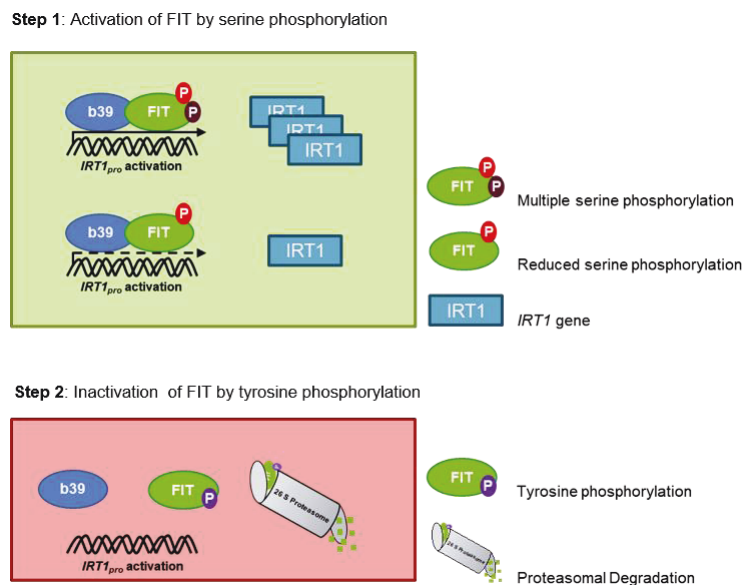 Step 1: Activation of FIT by serine phosphorylation
b39 FIT P P
IRT1pro activation
IRT1
IRT1
IRT1
b39 FIT P
IRT1pro activation
IRT1
FIT P P
Multiple serine phosphorylation
FIT P
Reduced serine phosphorylation
IRT1
IRT1 gene
Step 2: Inactivation of FIT by tyrosine phosphorylation
b39
FIT P
26 S Proteasome
IRT1pro activation
FIT P
Tyrosine phosphorylation
26 S Proteasome
Proteasomal Degradation